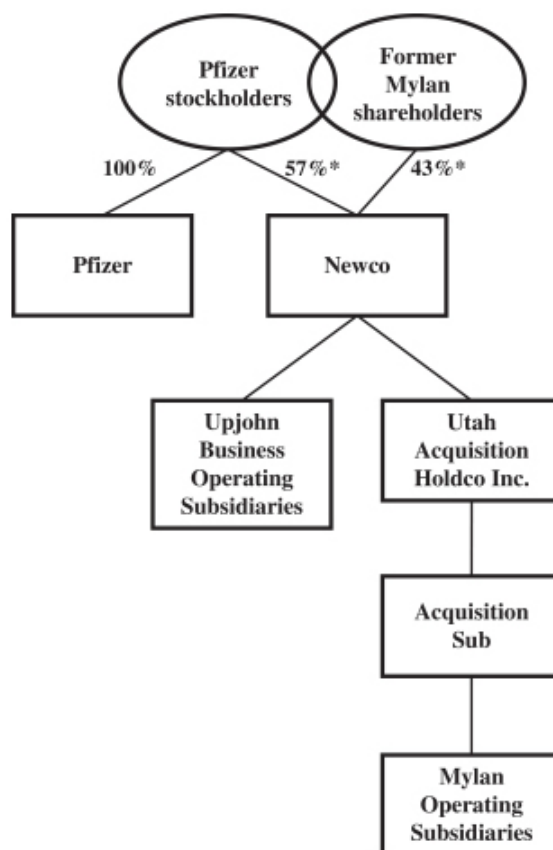 Pfizer
stockholders
Former
Mylan
shareholders
100%
57%*
43%*
Pfizer
Newco
Upjohn
Business
Operating
Subsidiaries
Utah
Acquisition
Holdco Inc.
Acquisition
Sub
Mylan
Operating
Subsidiaries